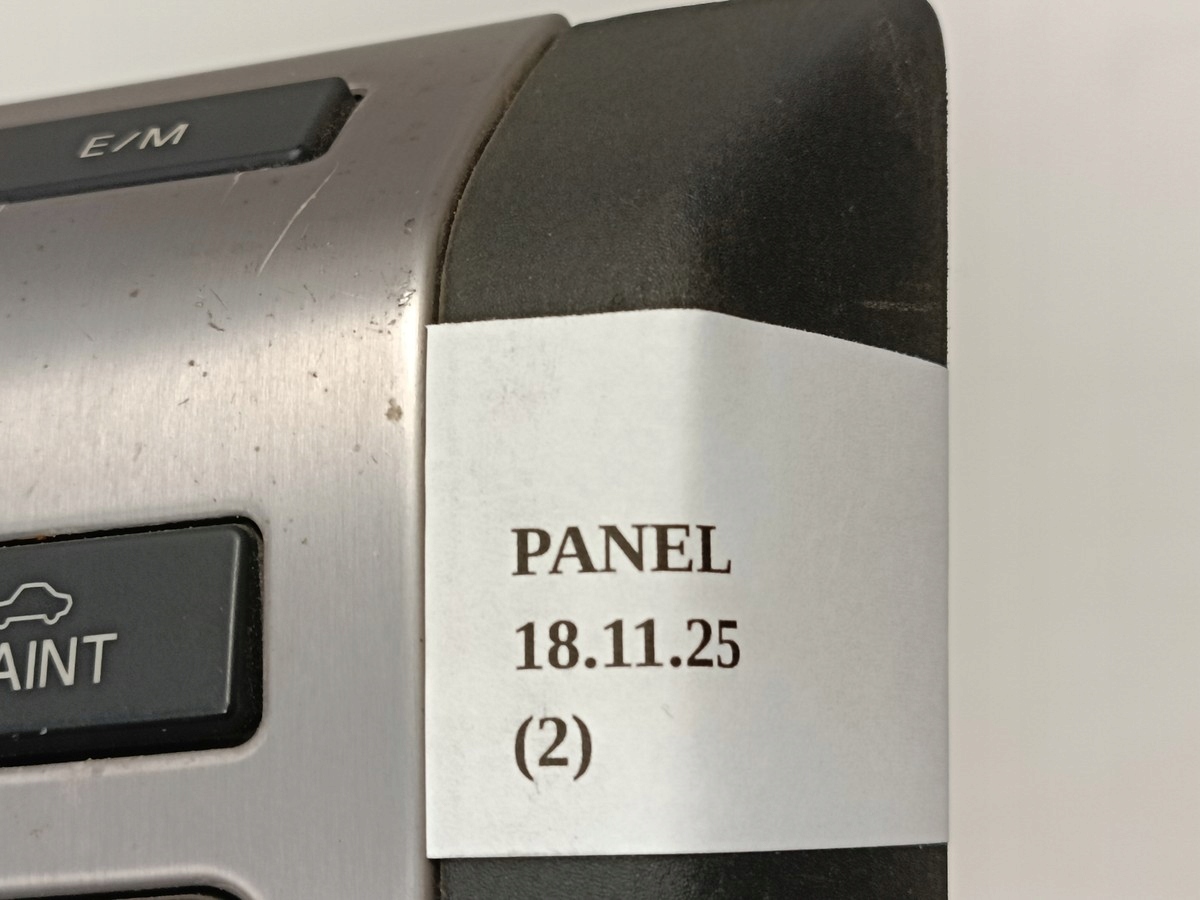 E/M
AINT
PANEL
18.11.25
(2)